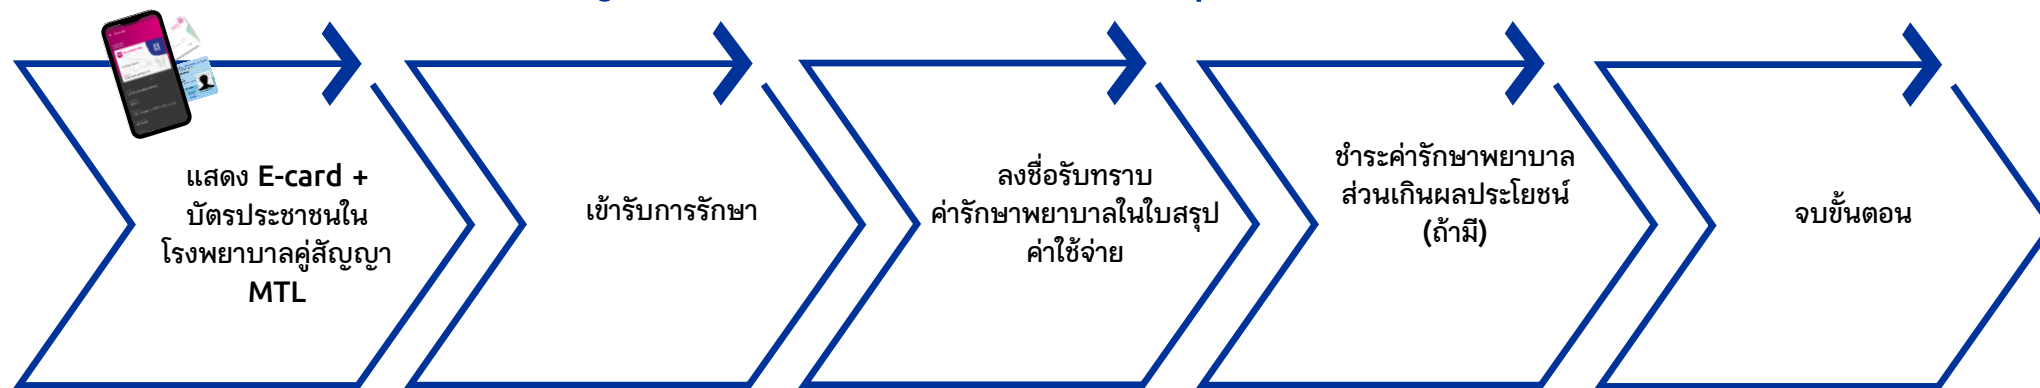 แสดง E-card +
บัตรประชาชนใน
โรงพยาบาลคู่สัญญา
MTL
เข้ารับการรักษา
ลงชื่อรับทราบ
ค่ารักษาพยาบาลในใบสรุป
ค่าใช้จ่าย
ชำระค่ารักษาพยาบาล
ส่วนเกินผลประโยชน์
(ถ้ามี)
จบขั้นตอน